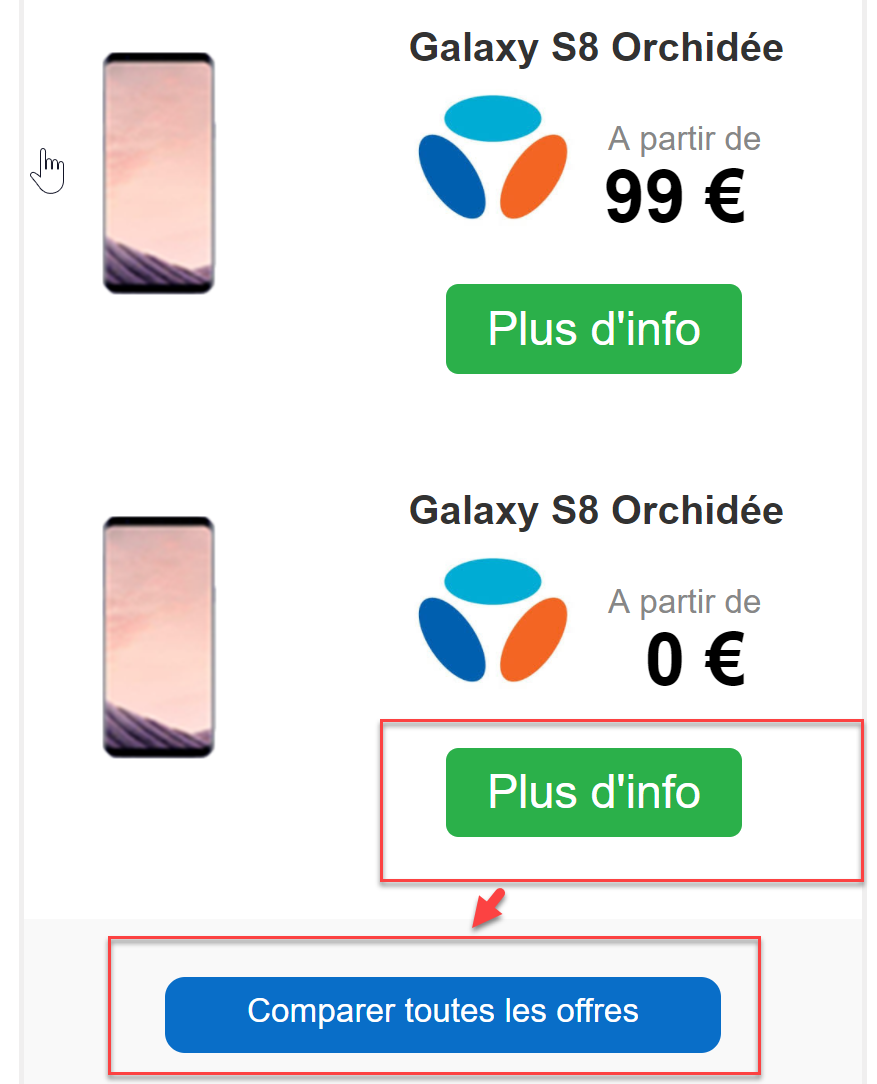 Galaxy S8 Orchidée
A partir de
99 €
Plus d'info
Galaxy S8 Orchidée
A partir de
0 €
Plus d'info
Comparer toutes les offres